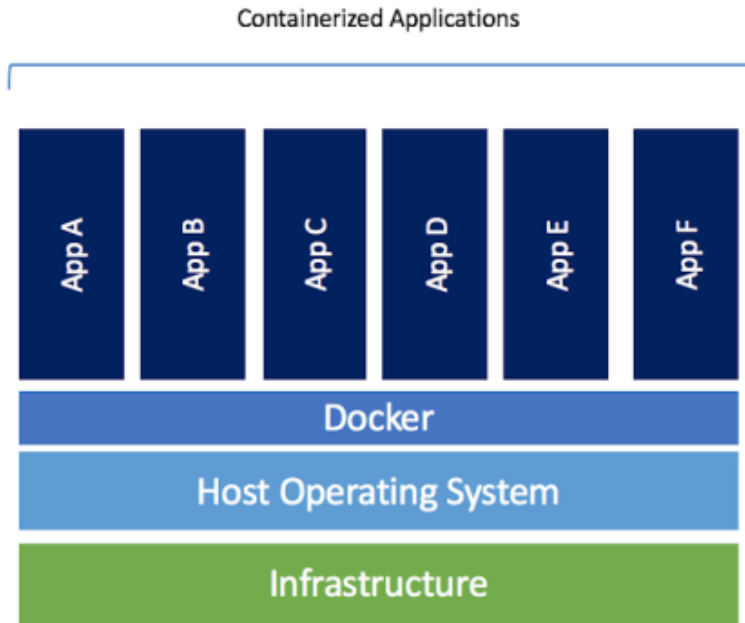 Containerized Applications
App A
App B
App C
App D
App E
App F
Docker
Host Operating System
Infrastructure